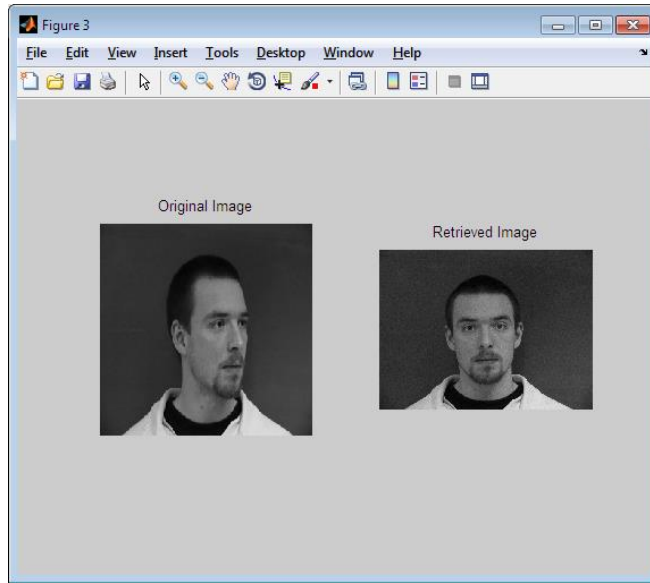 Figure 3
File Edit View Insert Tools Desktop Window Help
Original Image
Retrieved Image